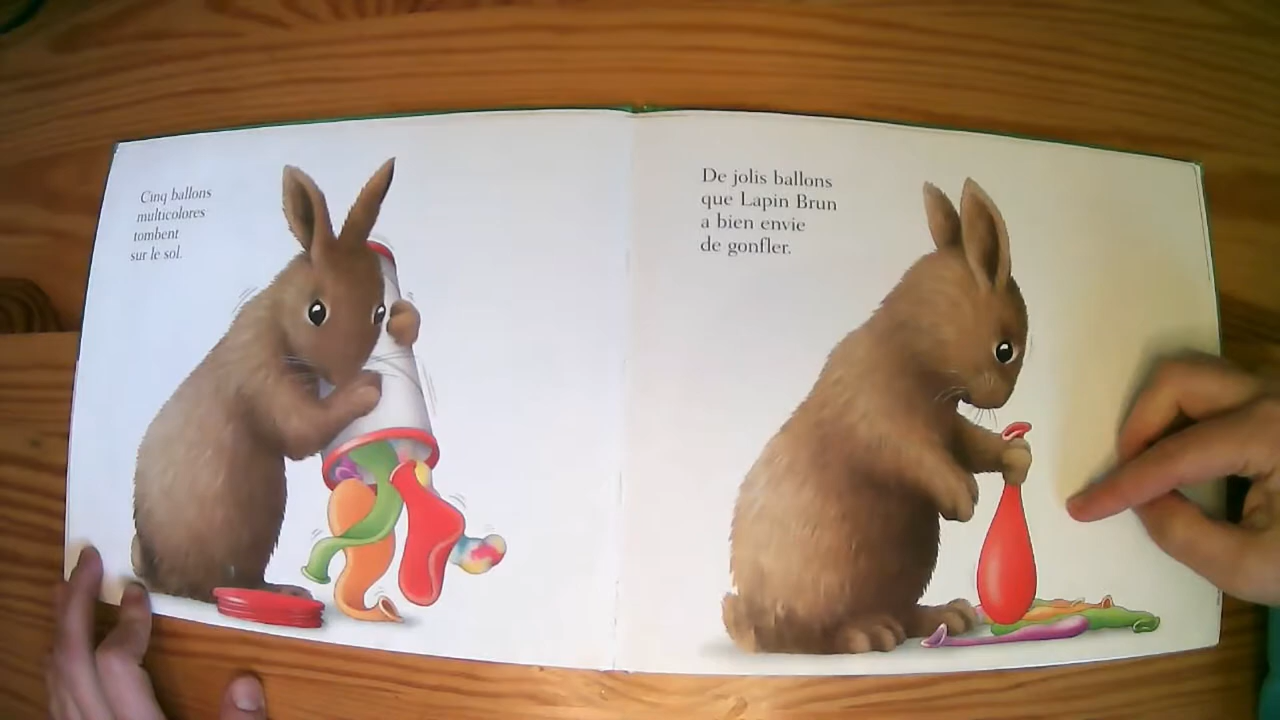 Cinq ballons
multicolores
tombent
sur le sol.
De jolis ballons
que Lapin Brun
a bien envie
de gonfler.